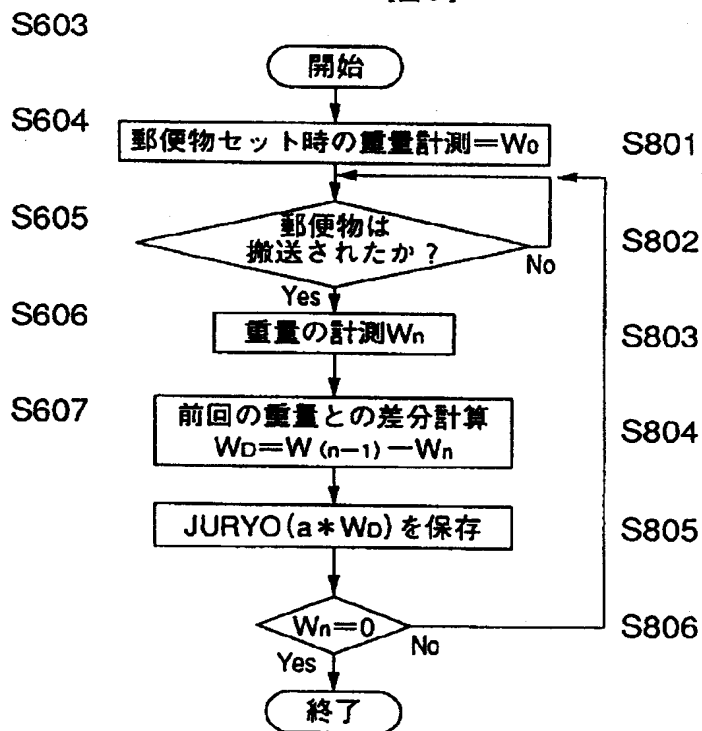 S603
開始
S604
郵便物セット時の重量計測=W0
S801
S605
郵便物は
搬送されたか?
S802
No
Yes
S606
重量の計測Wn
S803
S607
前回の重量との差分計算
WD=W(n-1)-Wn
S804
JURYO(a*WD)を保存
S805
Wn=0
S806
No
Yes
終了